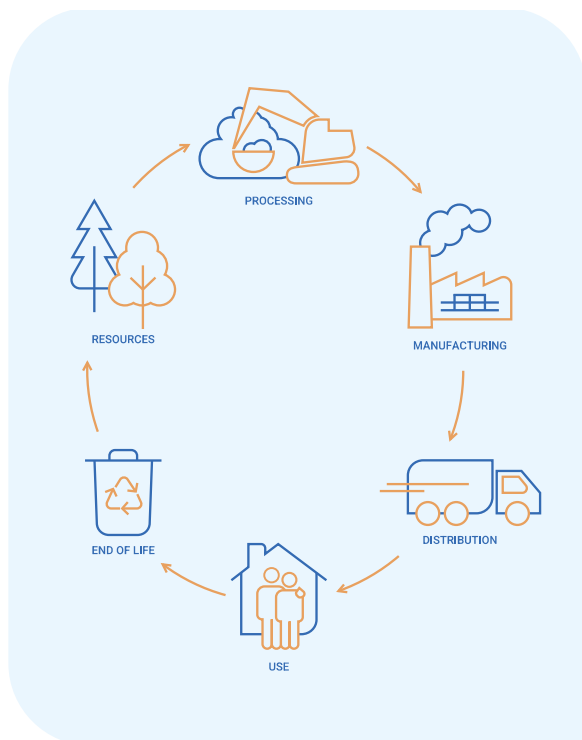 PROCESSING
RESOURCES
MANUFACTURING
DISTRIBUTION
END OF LIFE
USE